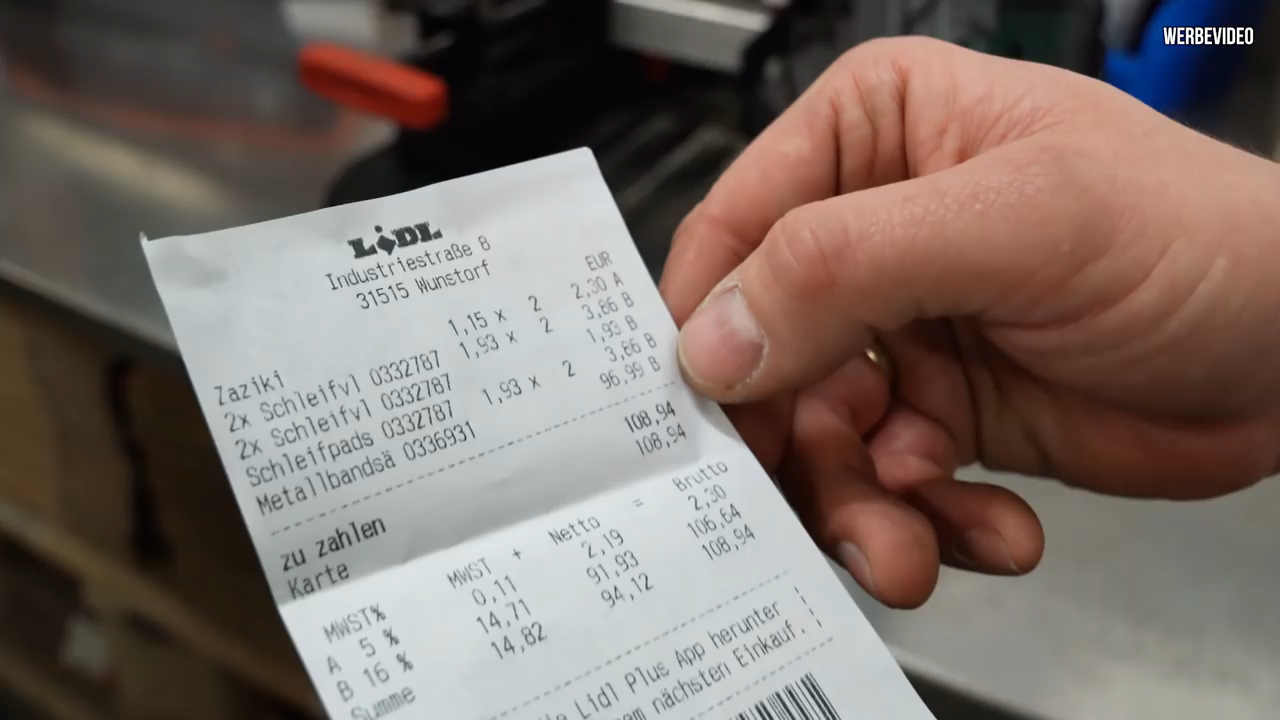 WERBEVIDEO
LIDL
Industriestraße 8
31515 Wunstorf
EUR
Zaziki 1,15 x 2 2,30 A
2x Schleifvl 0332787 1,93 x 2 3,86 B
2x Schleifvl 0332787 1,93 B
Schleifpads 0332787 1,93 x 2 3,86 B
Metallbandsä 0336931 96,99 B
zu zahlen 108,94
Karte 108,94
MWST% MWST + Netto = Brutto
A 5 % 0,11 2,19 2,30
B 16 % 14,71 91,93 106,64
Summe 14,82 94,12 108,94
Lidl Plus App herunter
nächsten Einkauf.